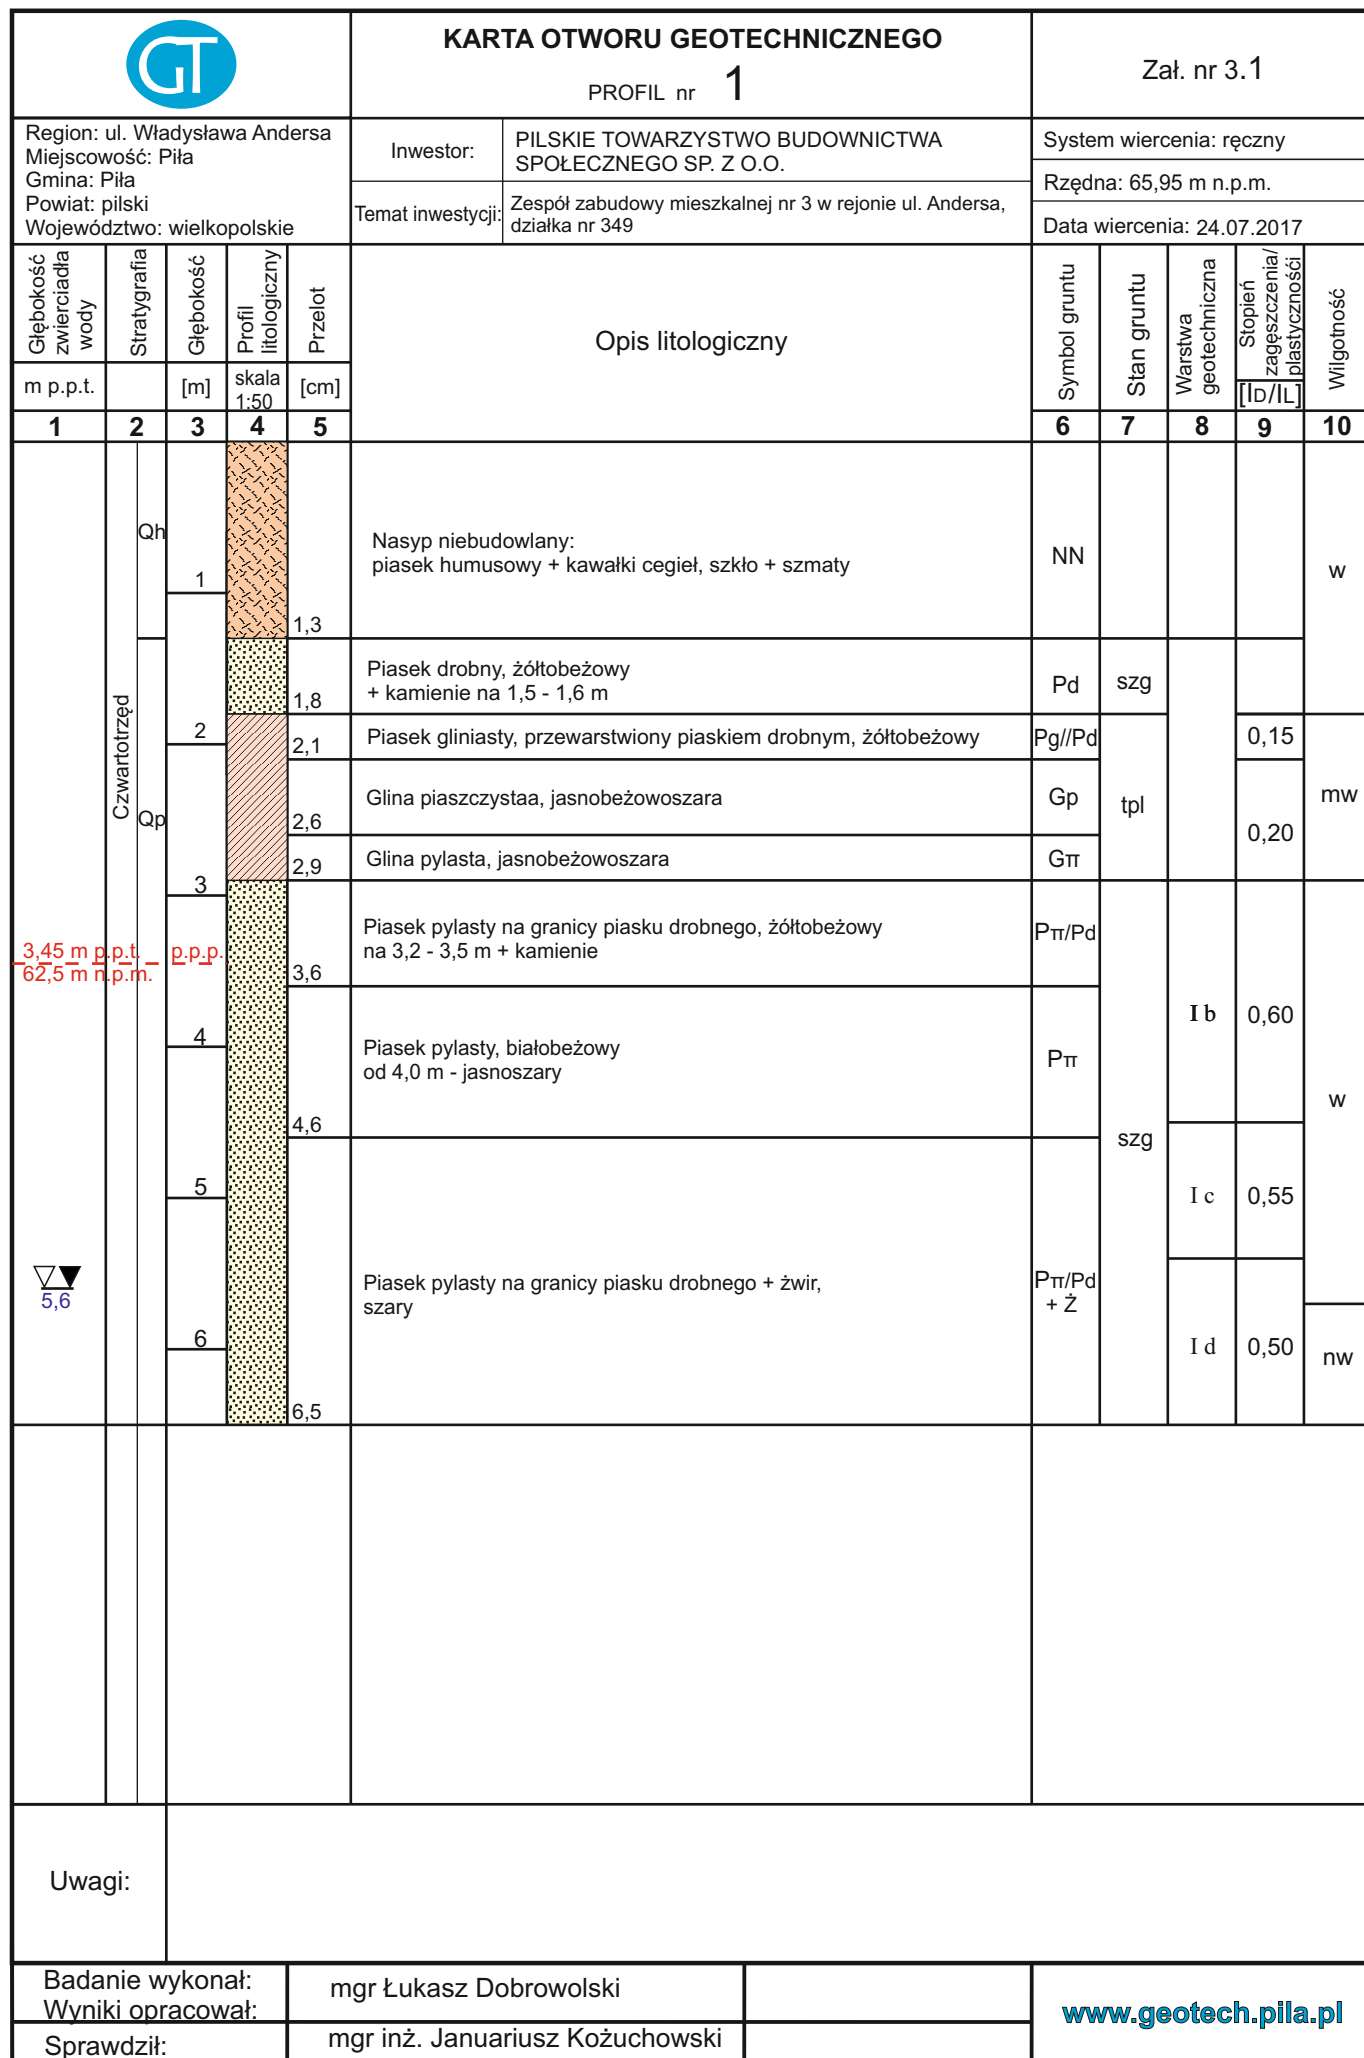 GT
KARTA OTWORU GEOTECHNICZNEGO
PROFIL nr 1
Zał. nr 3.1
Region: ul. Władysława Andersa
Miejscowość: Piła
Gmina: Piła
Powiat: pilski
Województwo: wielkopolskie
Inwestor:
PILSKIE TOWARZYSTWO BUDOWNICTWA
SPOŁECZNEGO SP. Z O.O.
Temat inwestycji:
Zespół zabudowy mieszkalnej nr 3 w rejonie ul. Andersa,
działka nr 349
System wiercenia: ręczny
Rzędna: 65,95 m n.p.m.
Data wiercenia: 24.07.2017
Głębokość
zwierciadła
wody
Stratygrafia
Głębokość
Profil
litologiczny
Przelot
Opis litologiczny
Symbol gruntu
Stan gruntu
Warstwa
geotechniczna
Stopień
zagęszczenia/
plastycznośći
Wilgotność
m p.p.t.
[m]
skala
1:50
[cm]
[ID/IL]
1 2 3 4 5 6 7 8 9 10
Czwartotrzęd
Qh
1
1,3
Nasyp niebudowlany:
piasek humusowy + kawałki cegieł, szkło + szmaty
NN
w
1,8
Piasek drobny, żółtobeżowy
+ kamienie na 1,5 - 1,6 m
Pd
szg
2
2,1
Piasek gliniasty, przewarstwiony piaskiem drobnym, żółtobeżowy
Pg//Pd
0,15
Qp
2,6
Glina piaszczystaa, jasnobeżowoszara
Gp
tpl
0,20
mw
2,9
Glina pylasta, jasnobeżowoszara
Gπ
3
3,45 m p.p.t.
p.p.p.
62,5 m n.p.m.
3,6
Piasek pylasty na granicy piasku drobnego, żółtobeżowy
na 3,2 - 3,5 m + kamienie
Pπ/Pd
I b
0,60
4
4,6
Piasek pylasty, białobeżowy
od 4,0 m - jasnoszary
Pπ
w
szg
5
I c
0,55
5,6
Piasek pylasty na granicy piasku drobnego + żwir,
szary
Pπ/Pd
+ Ż
6
I d
0,50
nw
6,5
Uwagi:
Badanie wykonał:
Wyniki opracował:
mgr Łukasz Dobrowolski
Sprawdził:
mgr inż. Januariusz Kożuchowski
www.geotech.pila.pl